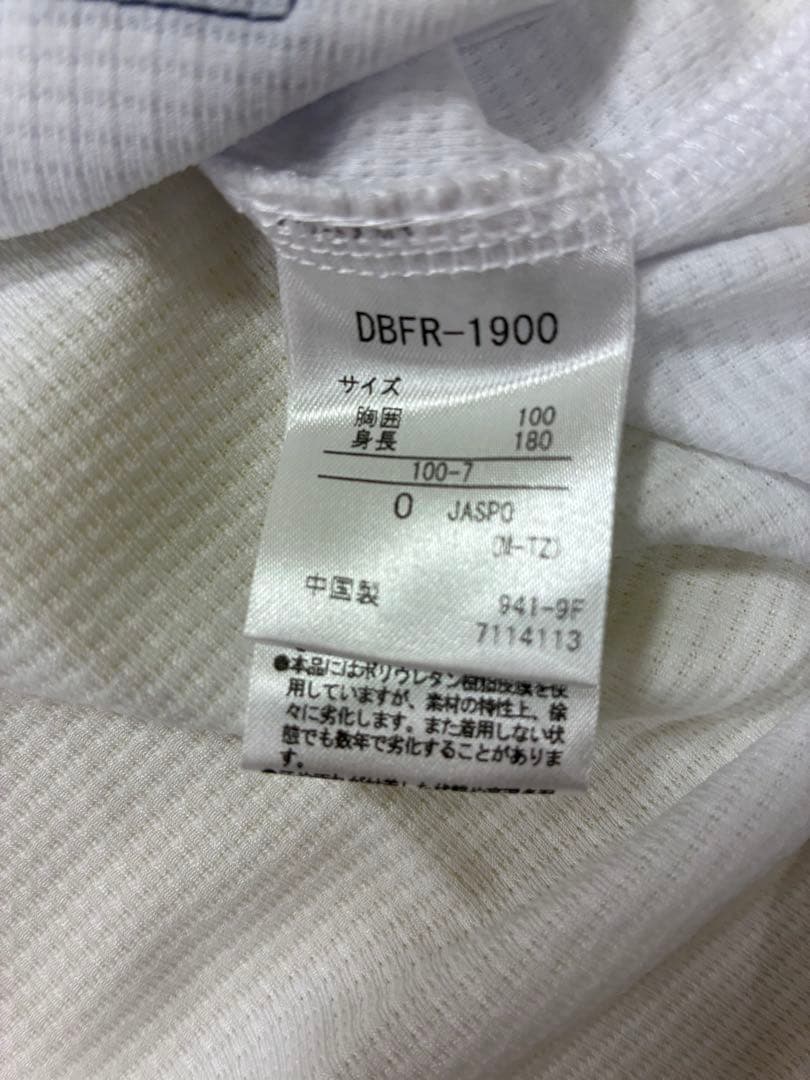 DBFR-1900
サイズ
胸囲 100
身長 180
100-7
O JASPO
(M-TZ)
中国製 941-9F
7114113
●本品にはポリウレタン樹脂皮膜を使
用していますが、素材の特性上、徐
々に劣化します。また着用しない状
態でも数年で劣化することがありま
す。